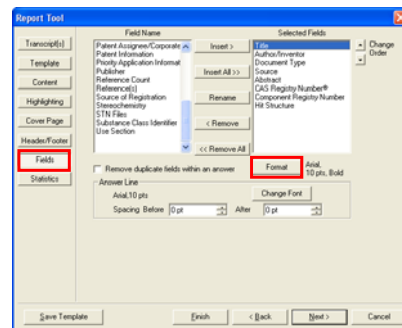 Report Tool
Transcript(s)
Template
Content
Highlighting
Cover Page
Header/Footer
Fields
Statistics
Field Name
Patent Assignee/Corporate
Patent Information
Priority Application Informat
Publisher
Reference Count
Reference(s)
Source of Registration
Stereochemistry
STN Files
Substance Class Identifier
Use Section
Insert >
Insert All >>
Rename
< Remove
<< Remove All
Selected Fields
Title
Author/Inventor
Document Type
Source
Abstract
CAS Registry Number®
Component Registry Number
Hit Structure
Change
Order
Remove duplicate fields within an answer
Format
Arial,
10 pts, Bold
Answer Line
Arial,10 pts
Change Font
Spacing Before 0 pt After 0 pt
Save Template Finish < Back Next > Cancel